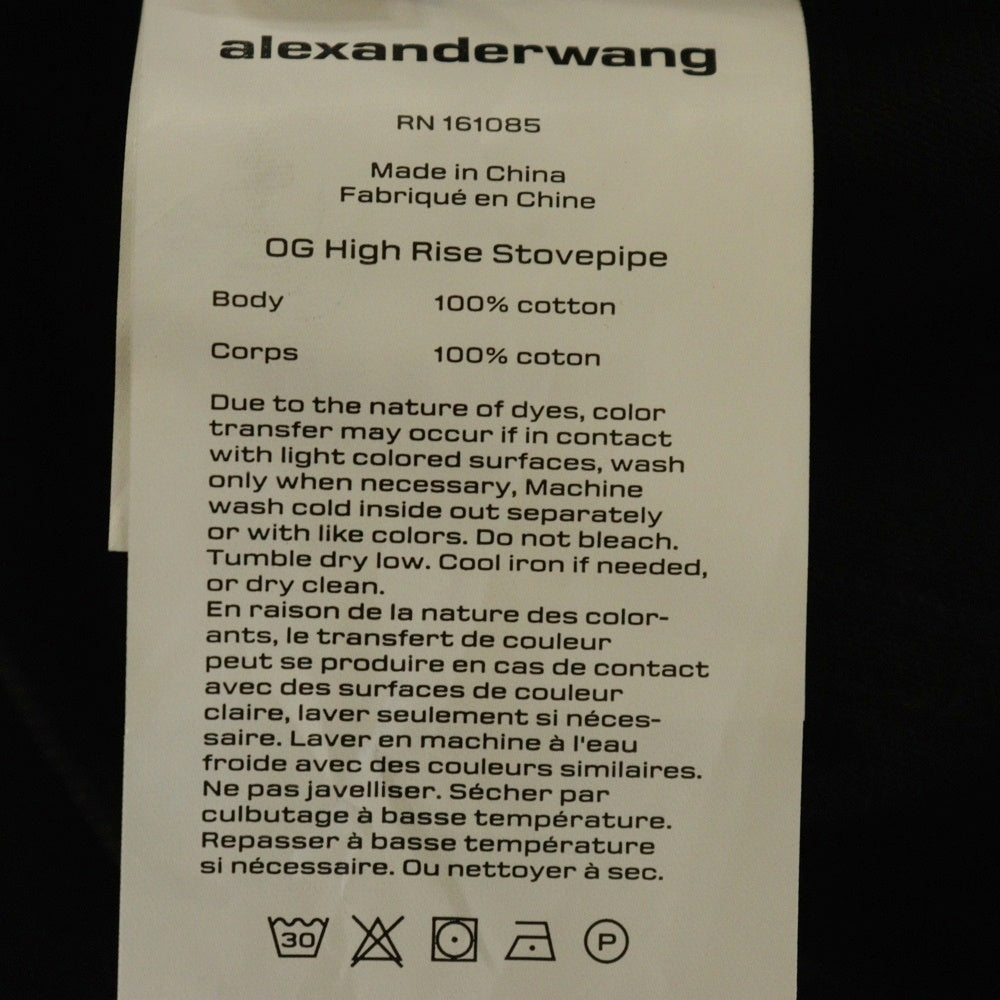 alexanderwang
RN 161085
Made in China
Fabriqué en Chine
OG High Rise Stovepipe
Body 100% cotton
Corps 100% coton
Due to the nature of dyes, color
transfer may occur if in contact
with light colored surfaces, wash
only when necessary, Machine
wash cold inside out separately
or with like colors. Do not bleach.
Tumble dry low. Cool iron if needed,
or dry clean.
En raison de la nature des color-
ants, le transfert de couleur
peut se produire en cas de contact
avec des surfaces de couleur
claire, laver seulement si néces-
saire. Laver en machine à l'eau
froide avec des couleurs similaires.
Ne pas javelliser. Sécher par
culbutage à basse température.
Repasser à basse température
si nécessaire. Ou nettoyer à sec.
30 P